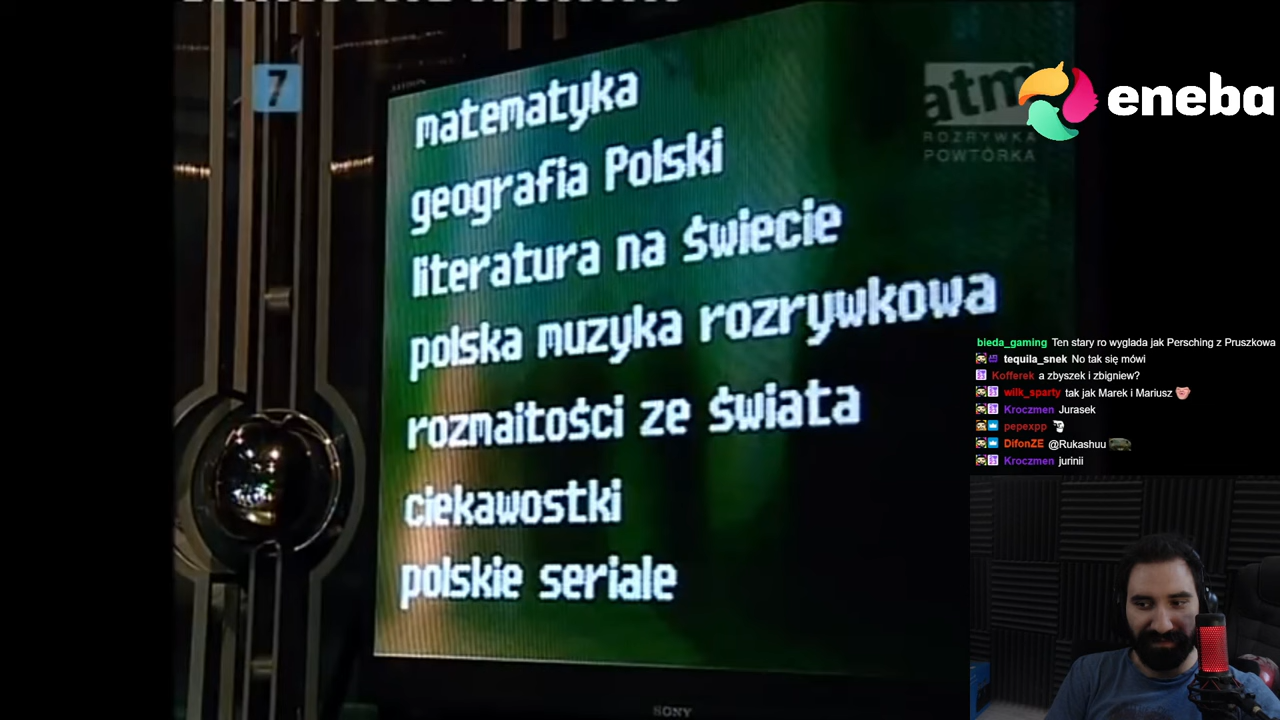 7
matematyka
geografia Polski
literatura na świecie
polska muzyka rozrywkowa
rozmaitości ze świata
ciekawostki
polskie seriale
SONY
atm
ROZRYWKA
POWTÓRKA
eneba
bieda_gaming Ten stary ro wyglada jak Persching z Pruszkowa
tequila_snek No tak się mówi
Kofferek a zbyszek i zbigniew?
wilk_sparty tak jak Marek i Mariusz
Kroczmen Jurasek
pepexpp
DifonZE @Rukashuu
Kroczmen jurinii